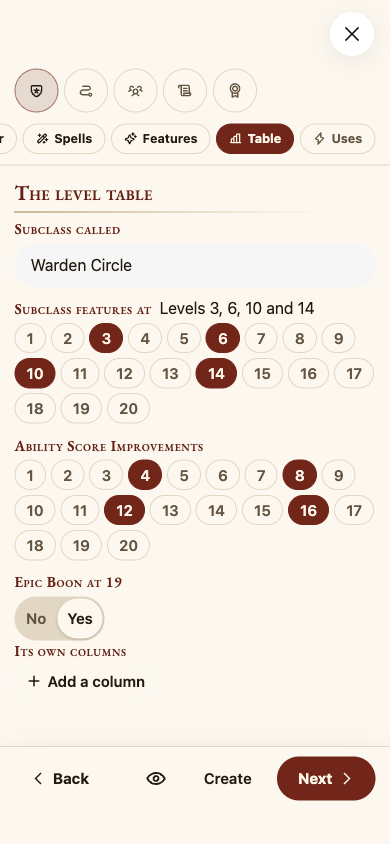 r Spells Features Table Uses
The level table
Subclass called
Warden Circle
Subclass features at Levels 3, 6, 10 and 14
1 2 3 4 5 6 7 8 9
10 11 12 13 14 15 16 17
18 19 20
Ability Score Improvements
1 2 3 4 5 6 7 8 9
10 11 12 13 14 15 16 17
18 19 20
Epic Boon at 19
No Yes
Its own columns
+ Add a column
Back Create Next